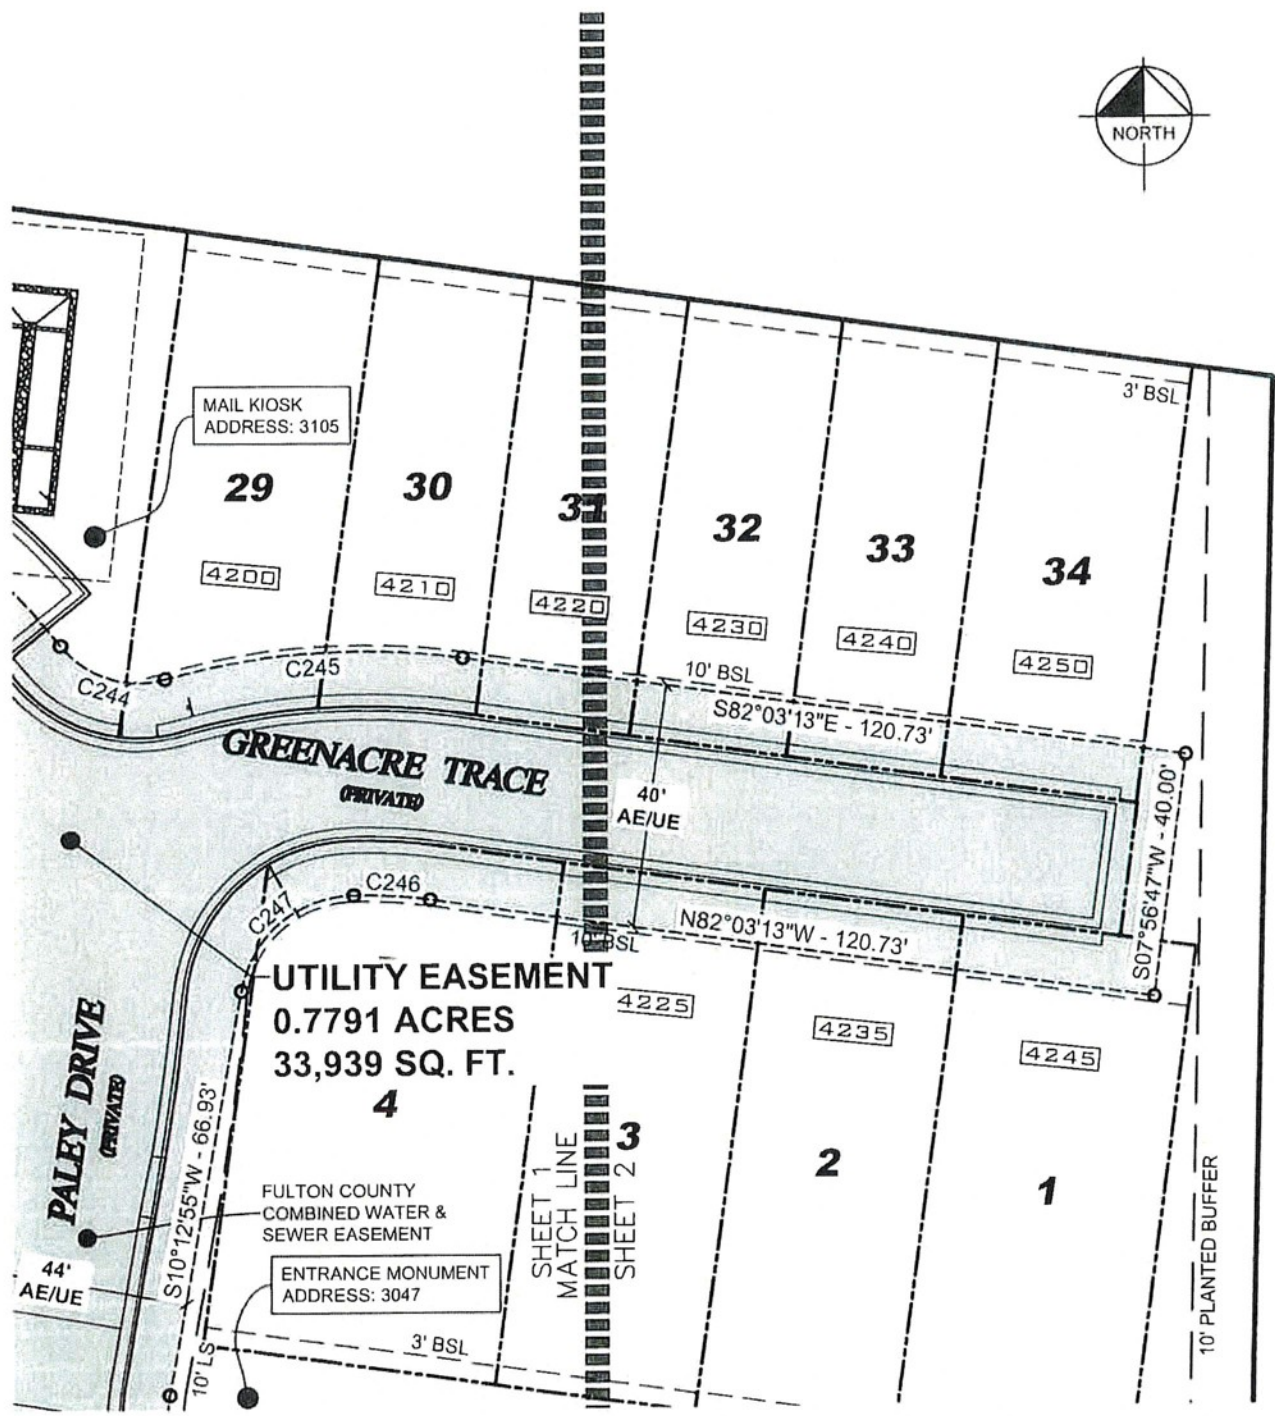 NORTH
3' BSL
MAIL KIOSK
ADDRESS: 3105
29
30
31
32
33
34
4200
4210
4220
4230
4240
4250
C244
C245
10' BSL
S82°03'13"E - 120.73'
GREENACRE TRACE
(PRIVATE)
40'
AE/UE
S07°56'47"W - 40.00'
C246
C247
N82°03'13"W - 120.73'
10' BSL
UTILITY EASEMENT
0.7791 ACRES
33,939 SQ. FT.
4225
4235
4245
4
3
2
1
PALEY DRIVE
(PRIVATE)
S10°12'55"W - 66.93'
FULTON COUNTY
COMBINED WATER &
SEWER EASEMENT
SHEET 1
MATCH LINE
SHEET 2
10' PLANTED BUFFER
44'
AE/UE
ENTRANCE MONUMENT
ADDRESS: 3047
3' BSL
10' LS